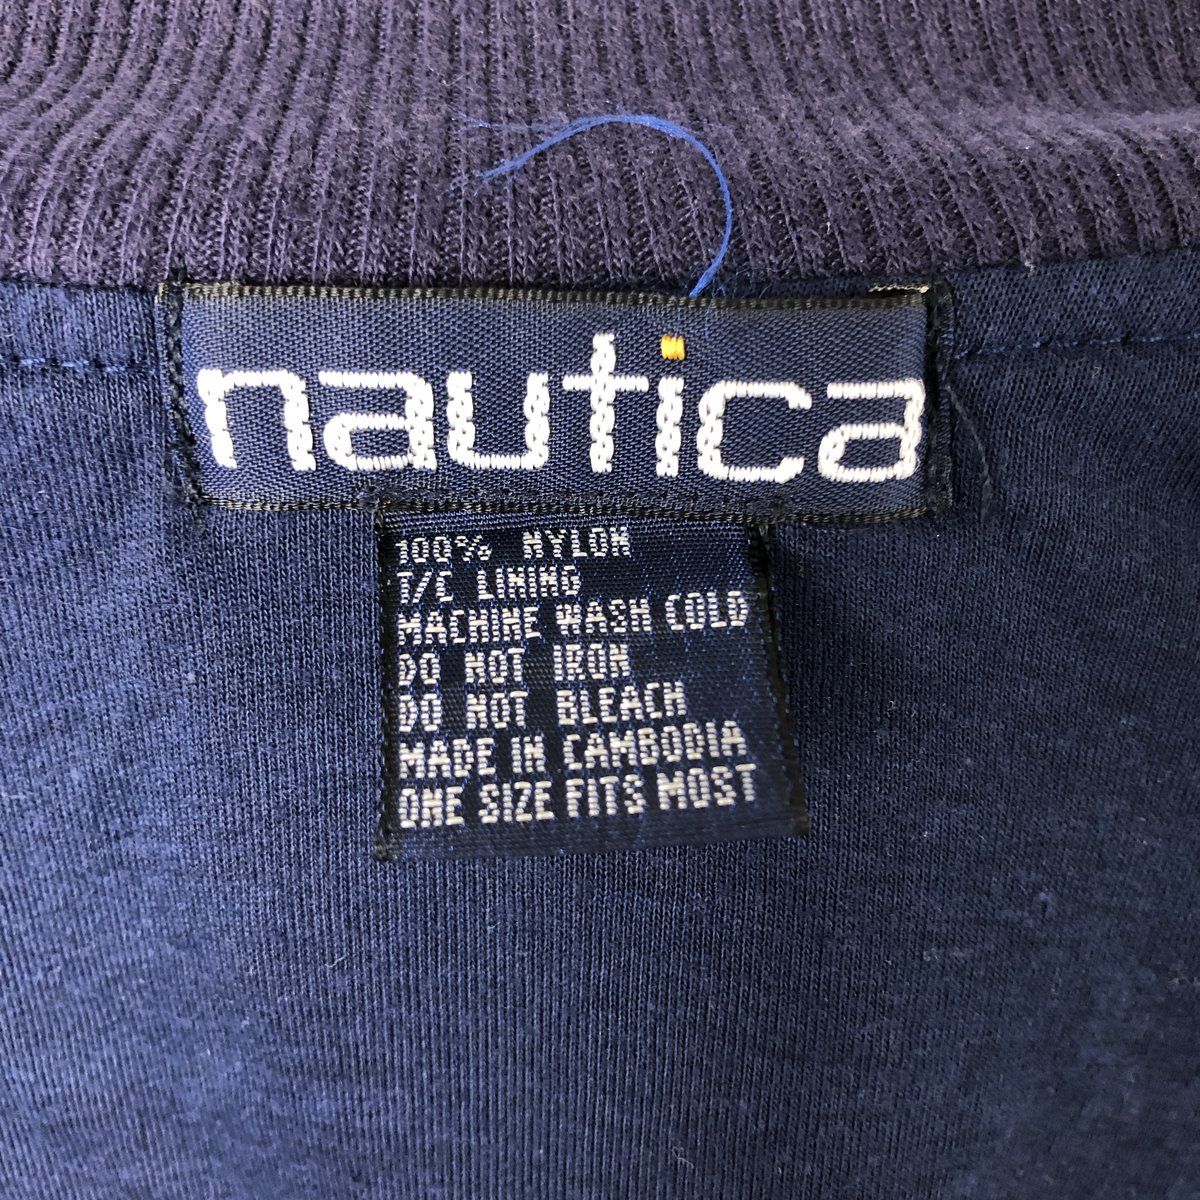 nautica
100% NYLON
T/C LINING
MACHINE WASH COLD
DO NOT IRON
DO NOT BLEACH
MADE IN CAMBODIA
ONE SIZE FITS MOST